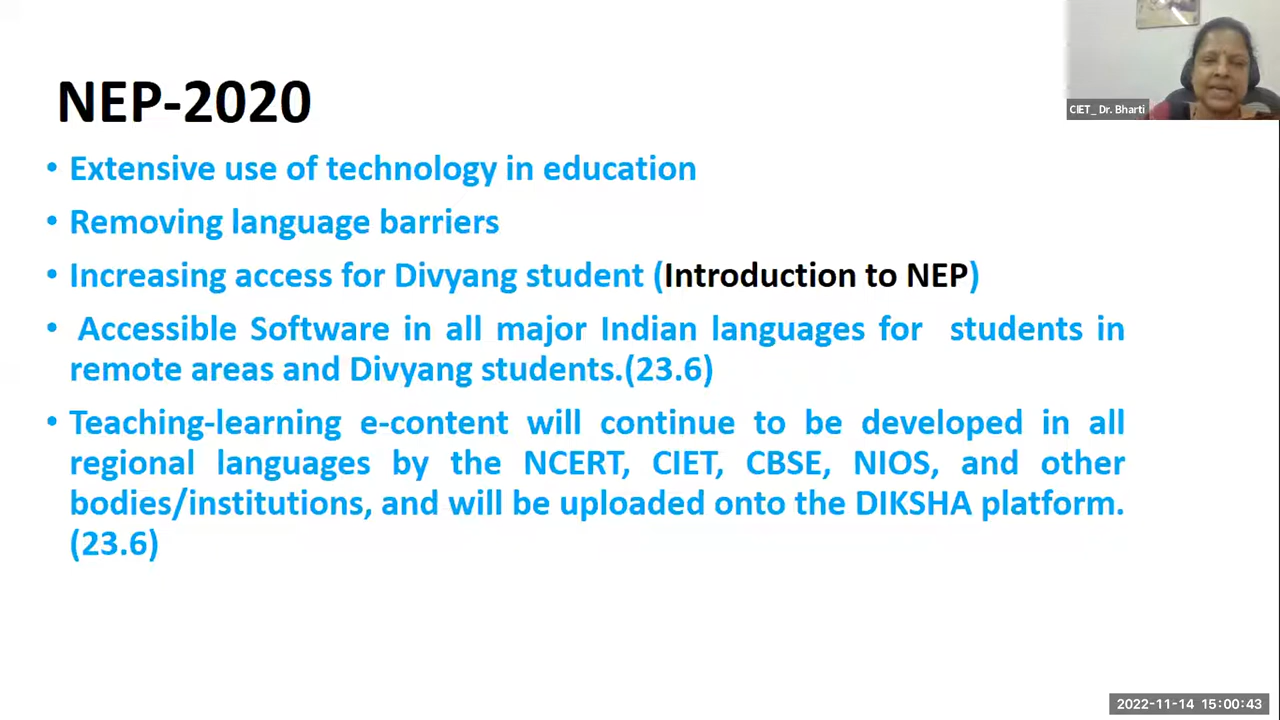 CIET_ Dr. Bharti
NEP-2020
• Extensive use of technology in education
• Removing language barriers
• Increasing access for Divyang student (Introduction to NEP)
• Accessible Software in all major Indian languages for students in
remote areas and Divyang students.(23.6)
• Teaching-learning e-content will continue to be developed in all
regional languages by the NCERT, CIET, CBSE, NIOS, and other
bodies/institutions, and will be uploaded onto the DIKSHA platform.
(23.6)
2022-11-14 15:00:43